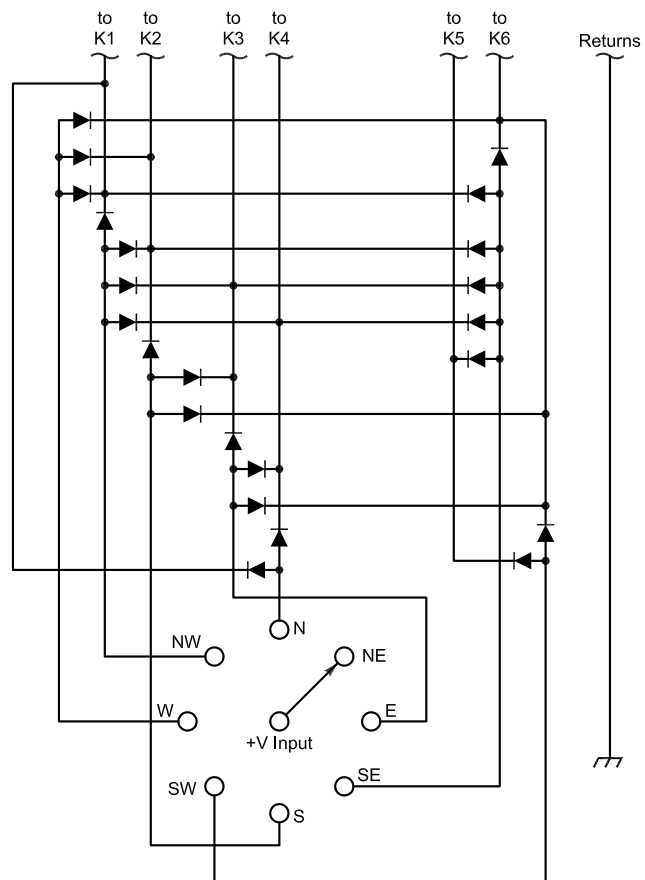 to K1
to K2
to K3
to K4
to K5
to K6
Returns
N
NW
NE
W
E
+V Input
SW
SE
S